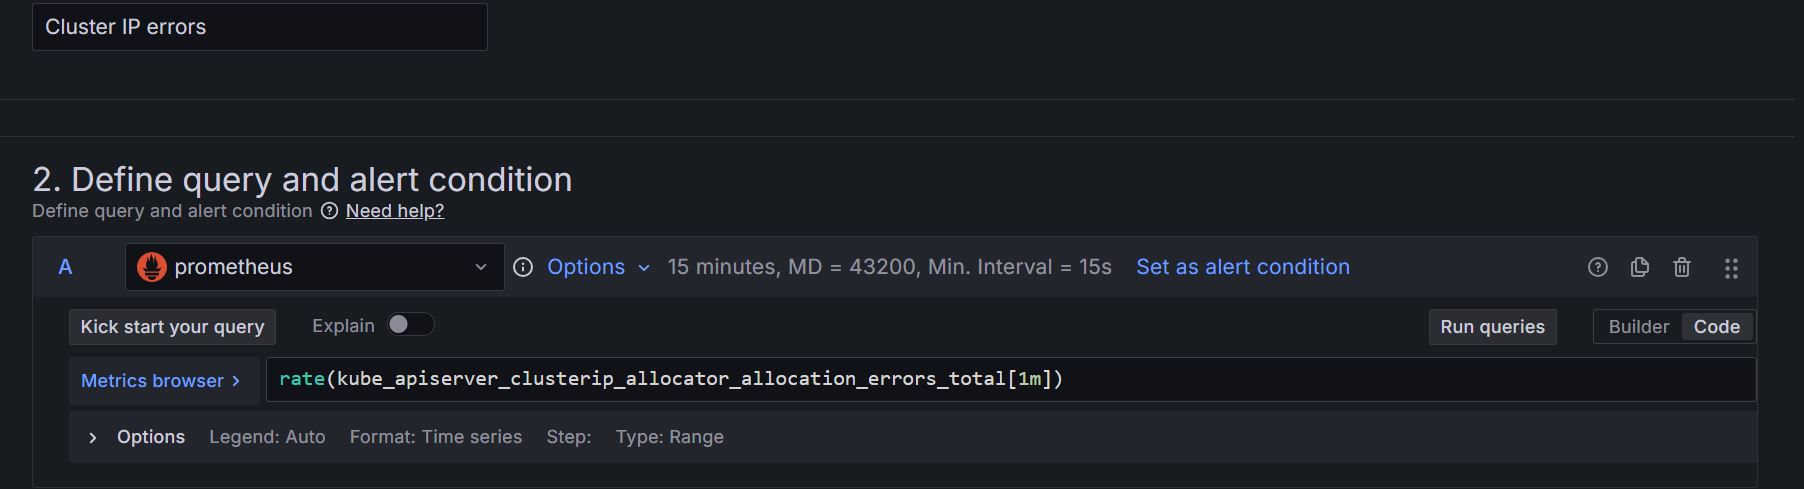 Cluster IP errors
2. Define query and alert condition
Define query and alert condition Need help?
A prometheus Options 15 minutes, MD = 43200, Min. Interval = 15s Set as alert condition
Kick start your query Explain Run queries Builder Code
Metrics browser > rate(kube_apiserver_clusterip_allocator_allocation_errors_total[1m])
Options Legend: Auto Format: Time series Step: Type: Range